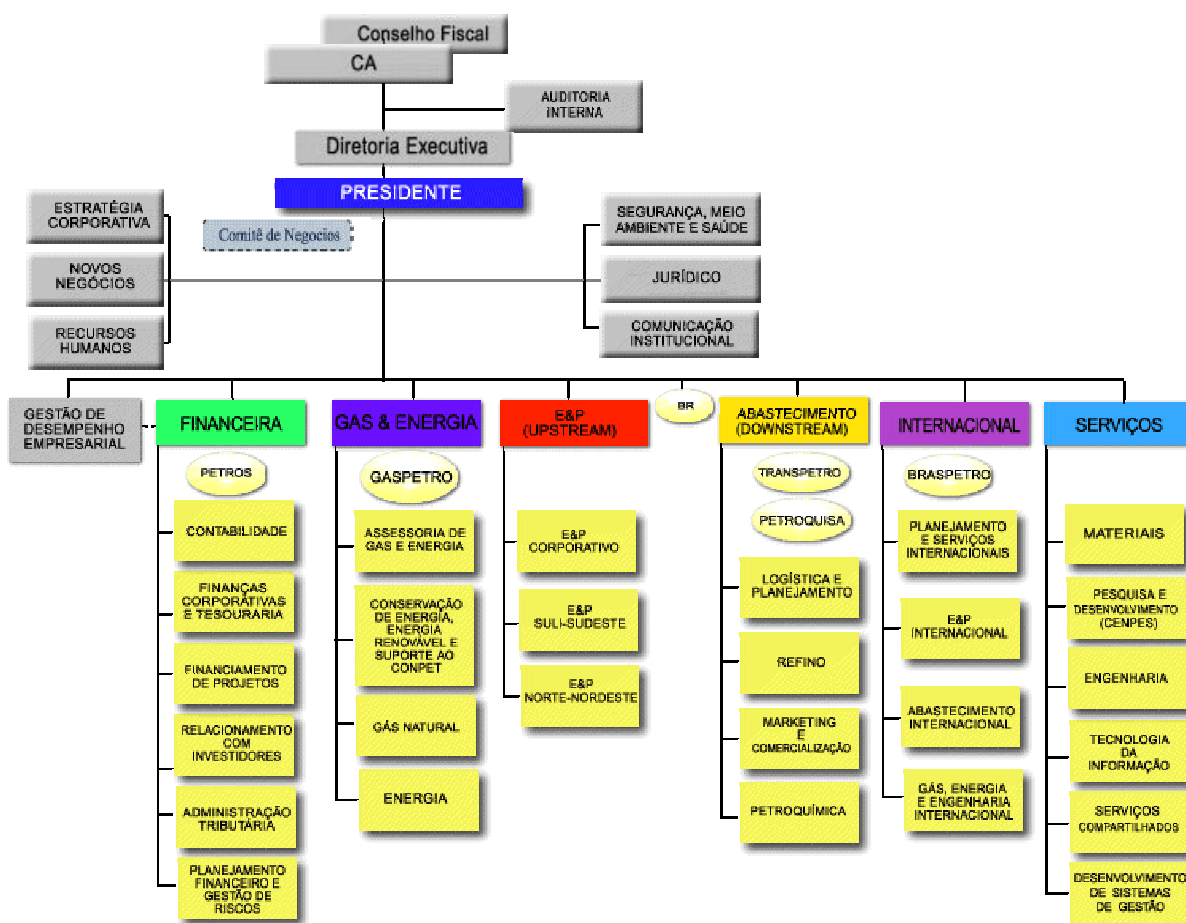 Conselho Fiscal
CA
AUDITORIA
INTERNA
Diretoria Executiva
PRESIDENTE
ESTRATÉGIA
CORPORATIVA
Comitê de Negocios
SEGURANÇA, MEIO
AMBIENTE E SAÚDE
NOVOS
NEGÓCIOS
JURÍDICO
RECURSOS
HUMANOS
COMUNICAÇÃO
INSTITUCIONAL
GESTÃO DE
DESEMPENHO
EMPRESARIAL
FINANCEIRA
GAS & ENERGIA
E&P
(UPSTREAM)
BR
ABASTECIMENTO
(DOWNSTREAM)
INTERNACIONAL
SERVIÇOS
PETROS
CONTABILIDADE
FINANÇAS
CORPORATIVAS
E TESOURARIA
FINANCIAMENTO
DE PROJETOS
RELACIONAMENTO
COM
INVESTIDORES
ADMINISTRAÇÃO
TRIBUTÁRIA
PLANEJAMENTO
FINANCEIRO E
GESTÃO DE
RISCOS
GASPETRO
ASSESSORIA DE
GAS E ENERGIA
CONSERVAÇÃO
DE ENERGIA,
ENERGIA
RENOVÁVEL E
SUPORTE AO
CONPET
GÁS NATURAL
ENERGIA
E&P
CORPORATIVO
E&P
SULI-SUDESTE
E&P
NORTE-NORDESTE
TRANSPETRO
PETROQUISA
LOGÍSTICA E
PLANEJAMENTO
REFINO
MARKETING
E
COMERCIALIZAÇÃO
PETROQUÍMICA
BRASPETRO
PLANEJAMENTO
E SERVIÇOS
INTERNACIONAIS
E&P
INTERNACIONAL
ABASTECIMENTO
INTERNACIONAL
GÁS, ENERGIA
E ENGENHARIA
INTERNACIONAL
MATERIAIS
PESQUISA E
DESENVOLVIMENTO
(CENPES)
ENGENHARIA
TECNOLOGIA
DA
INFORMAÇÃO
SERVIÇOS
COMPARTILHADOS
DESENVOLVIMENTO
DE SISTEMAS
DE GESTÃO